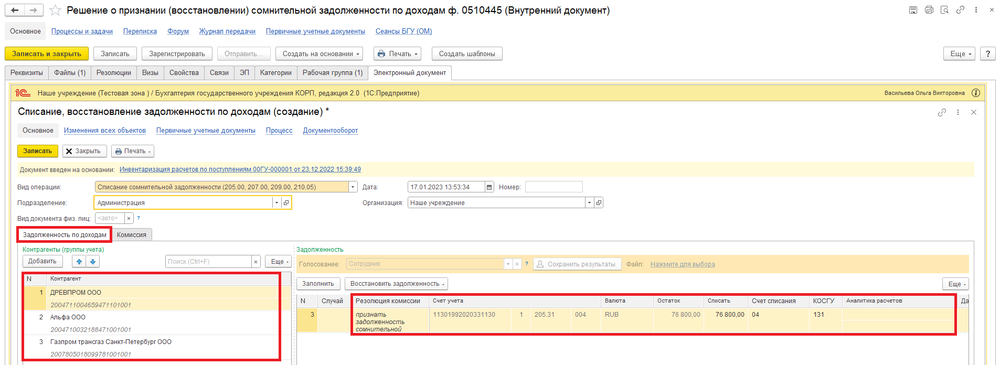 Решение о признании (восстановлении) сомнительной задолженности по доходам ф. 0510445 (Внутренний документ)
Основное Процессы и задачи Переписка Форум Журнал передачи Первичные учетные документы Сеансы БГУ (ОМ)
Записать и закрыть Записать Зарегистрировать Отправить... Создать на основании Печать Создать шаблоны Еще ?
Реквизиты Файлы (1) Резолюции Визы Свойства Связи ЭП Категории Рабочая группа (1) Электронный документ
1С Наше учреждение (Тестовая зона ) / Бухгалтерия государственного учреждения КОРП, редакция 2.0 (1С:Предприятие) Васильева Ольга Викторовна
Списание, восстановление задолженности по доходам (создание) *
Основное Изменения всех объектов Первичные учетные документы Процесс Документооборот
Записать Закрыть Печать
Документ введен на основании: Инвентаризация расчетов по поступлениям 00ГУ-000001 от 23.12.2022 15:39:49
Вид операции: Списание сомнительной задолженности (205.00, 207.00, 209.00, 210.05) Дата: 17.01.2023 13:53:34 Номер:
Подразделение: Администрация Организация: Наше учреждение
Вид документа физ. лиц: <авто> × ?
Задолженность по доходам Комиссия
Контрагенты (группы учета) Задолженность
Добавить Поиск (Ctrl+F) × Еще Голосование: Сотрудник × ? Сохранить результаты Файл: Нажмите для выбора
N Контрагент Заполнить Восстановить задолженность Еще
1 ДРЕВПРОМ ООО N Случай Резолюция комиссии Счет учета Валюта Остаток Списать Счет списания КОСГУ Аналитика расчетов Да
2004711004659471101001
2 Альфа ООО 3 признать 11301992020331130 1 205.31 004 RUB 76 800,00 76 800,00 04 131
задолженность
2004710032188471001001 сомнительной
3 Газпром трансгаз Санкт-Петербург ООО
2007805018099781001001